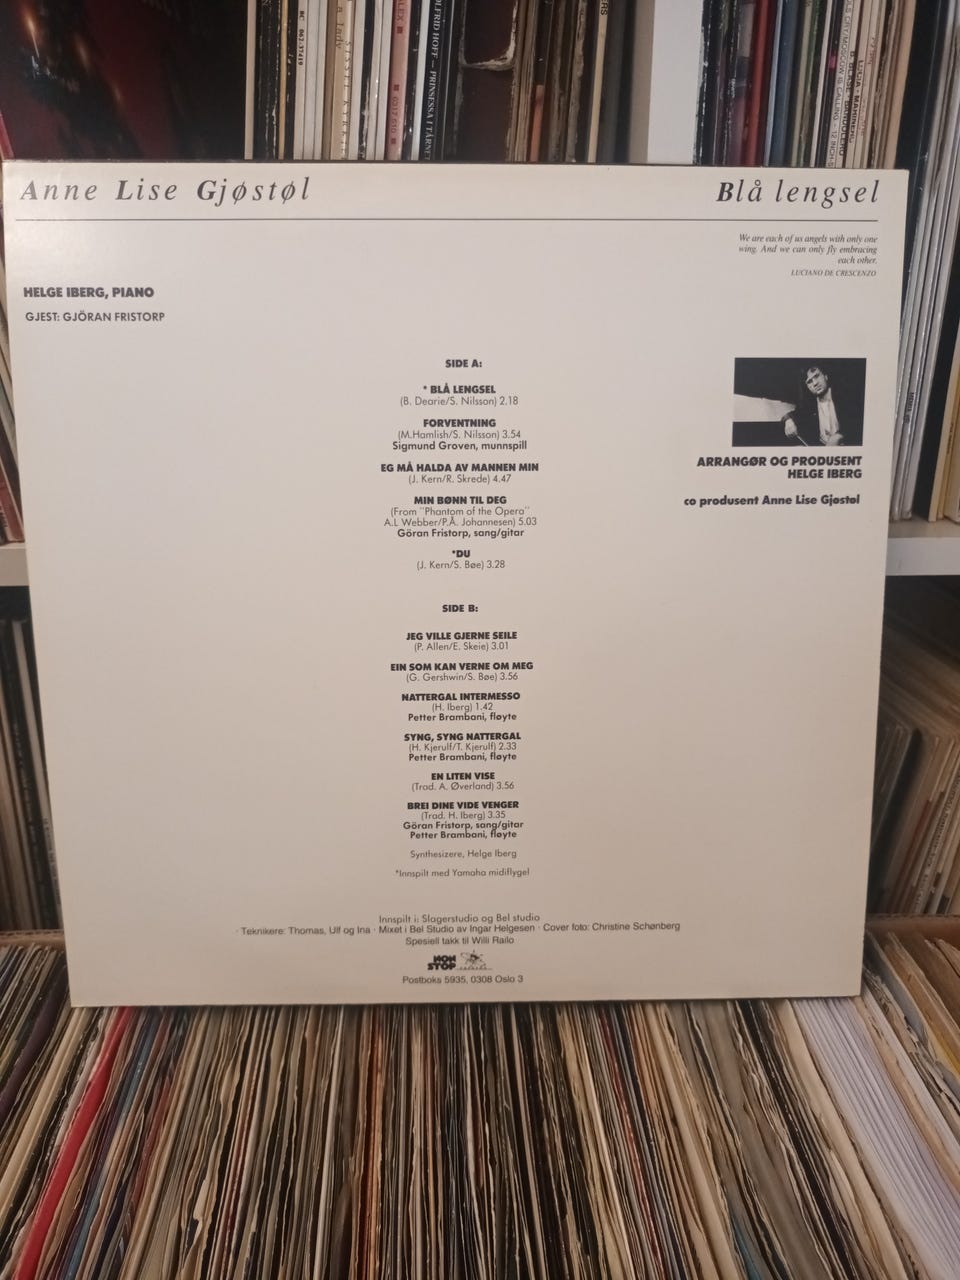 OLFRID HOFF — PRINSESSA I TÅRNET
Anne Lise Gjøstøl
Blå lengsel
We are each of us angels with only one
wing. And we can only fly embracing
each other.
LUCIANO DE CRESCENZO
HELGE IBERG, PIANO
GJEST: GJÖRAN FRISTORP
SIDE A:
* BLÅ LENGSEL
(B. Dearie/S. Nilsson) 2.18
FORVENTNING
(M.Hamlish/S. Nilsson) 3.54
Sigmund Groven, munnspill
EG MÅ HALDA AV MANNEN MIN
(J. Kern/R. Skrede) 4.47
MIN BØNN TIL DEG
(From "Phantom of the Opera"
A.L Webber/P.Å. Johannesen) 5.03
Göran Fristorp, sang/gitar
*DU
(J. Kern/S. Bøe) 3.28
ARRANGØR OG PRODUSENT
HELGE IBERG
co produsent Anne Lise Gjøstøl
SIDE B:
JEG VILLE GJERNE SEILE
(P. Allen/E. Skeie) 3.01
EIN SOM KAN VERNE OM MEG
(G. Gershwin/S. Bøe) 3.56
NATTERGAL INTERMESSO
(H. Iberg) 1.42
Petter Brambani, fløyte
SYNG, SYNG NATTERGAL
(H. Kjerulf/T. Kjerulf) 2.33
Petter Brambani, fløyte
EN LITEN VISE
(Trad. A. Øverland) 3.56
BREI DINE VIDE VENGER
(Trad. H. Iberg) 3.35
Göran Fristorp, sang/gitar
Petter Brambani, fløyte
Synthesizere, Helge Iberg
*Innspilt med Yamaha midiflygel
Innspilt i: Slagerstudio og Bel studio
· Teknikere: Thomas, Ulf og Ina · Mixet i Bel Studio av Ingar Helgesen · Cover foto: Christine Schønberg
Spesiell takk til Willi Railo
NON
STOP
Postboks 5935, 0308 Oslo 3